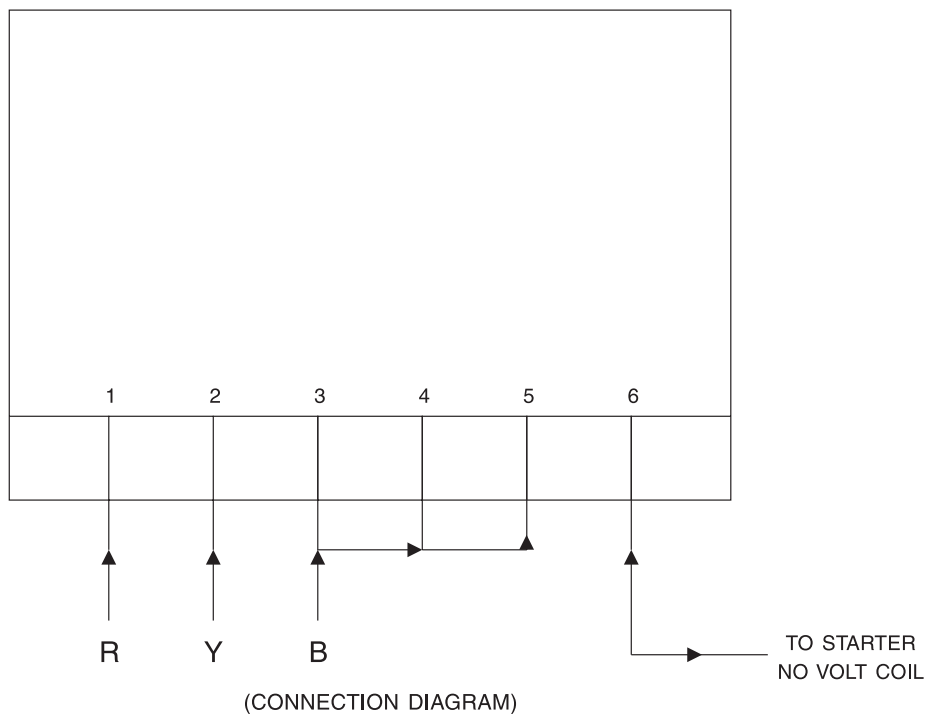 1 2 3 4 5 6
R Y B
TO STARTER
NO VOLT COIL
(CONNECTION DIAGRAM)